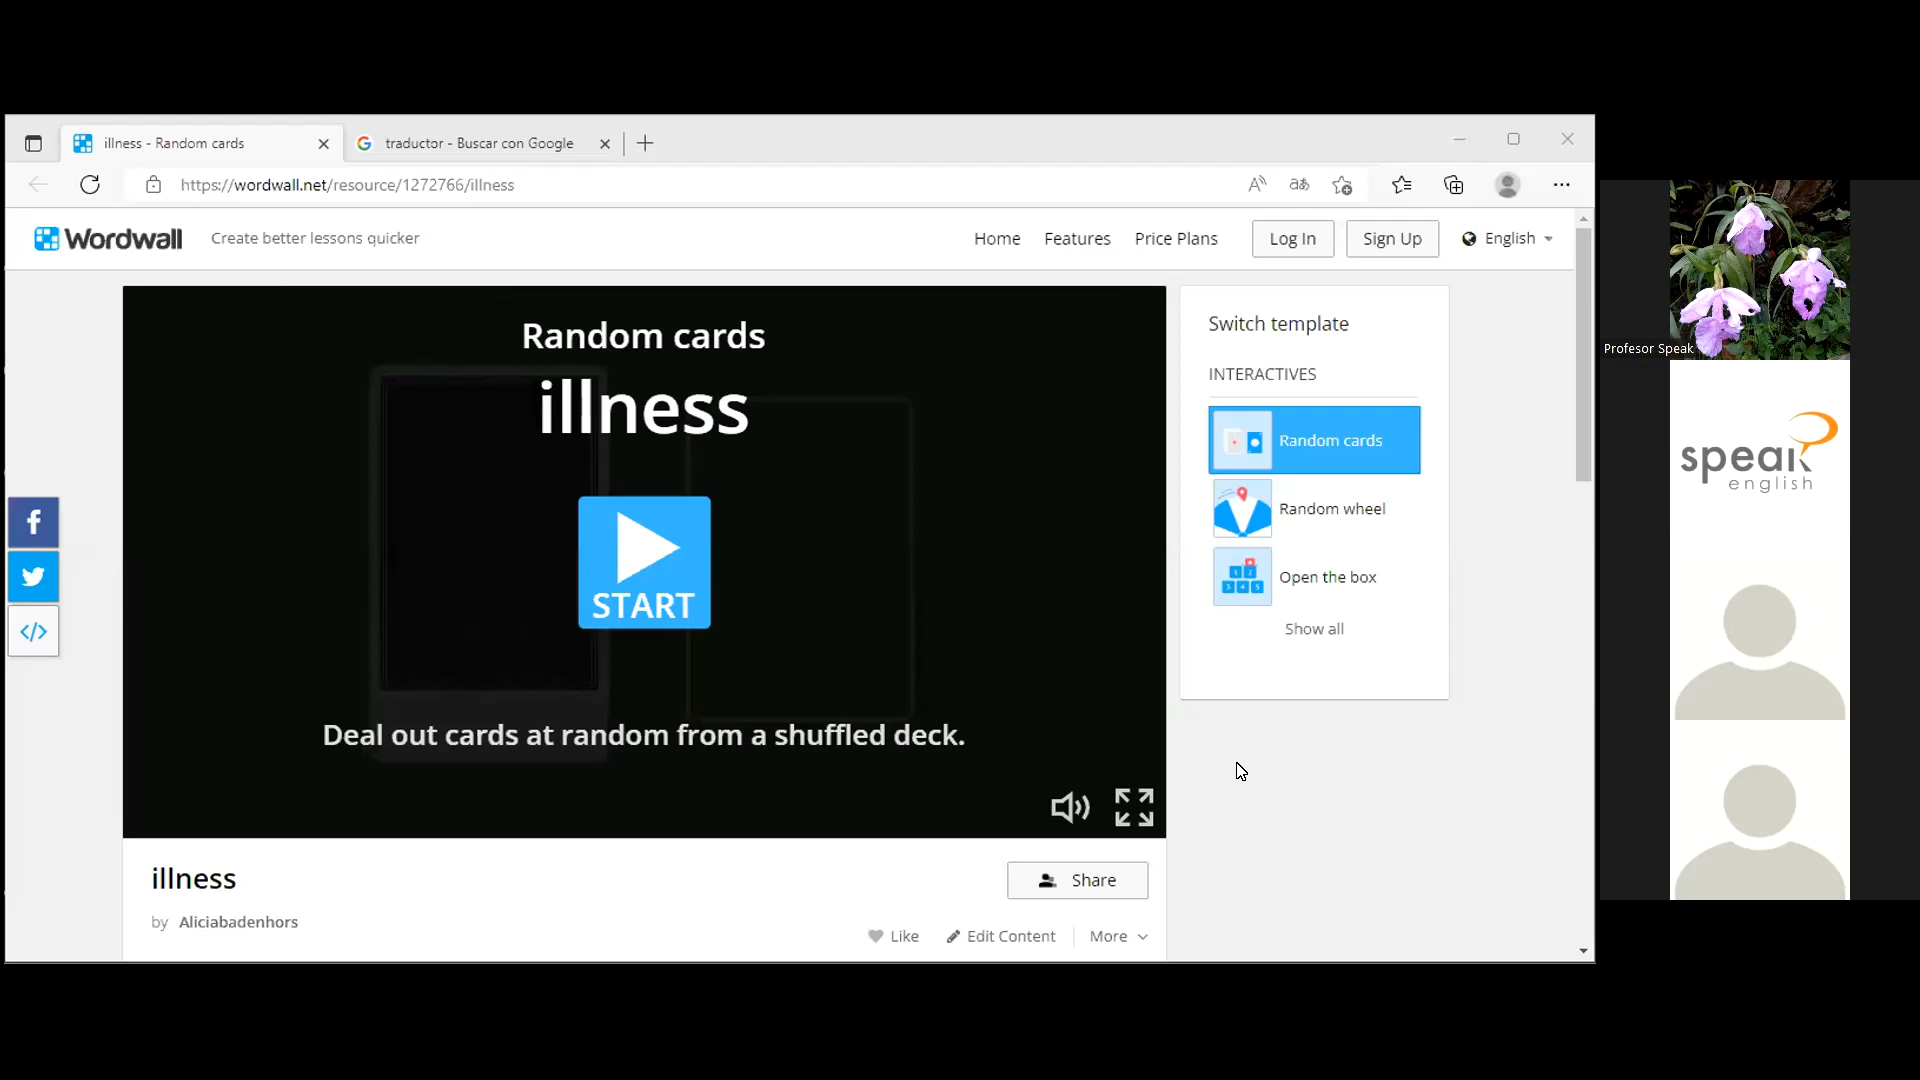 illness - Random cards
traductor - Buscar con Google
https://wordwall.net/resource/1272766/illness
Wordwall
Create better lessons quicker
Home
Features
Price Plans
Log In
Sign Up
English
Random cards
illness
START
Deal out cards at random from a shuffled deck.
Switch template
INTERACTIVES
Random cards
Random wheel
Open the box
Show all
illness
by Aliciabadenhors
Share
Like
Edit Content
More
Profesor Speak
speak
english